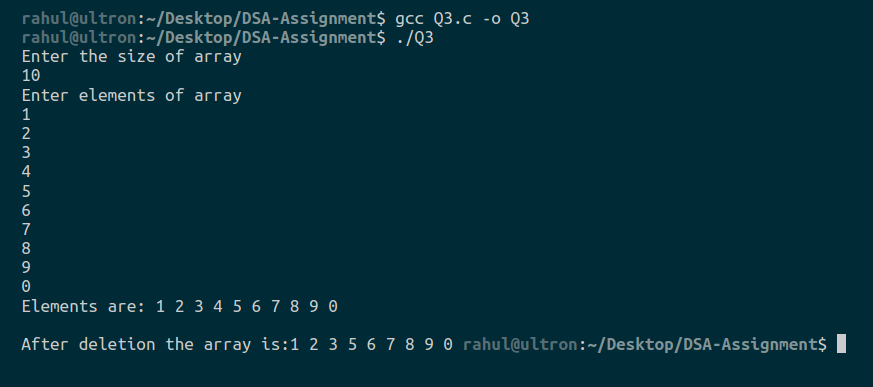 rahul@ultron:~/Desktop/DSA-Assignment$ gcc Q3.c -o Q3
rahul@ultron:~/Desktop/DSA-Assignment$ ./Q3
Enter the size of array
10
Enter elements of array
1
2
3
4
5
6
7
8
9
0
Elements are: 1 2 3 4 5 6 7 8 9 0
After deletion the array is:1 2 3 5 6 7 8 9 0 rahul@ultron:~/Desktop/DSA-Assignment$